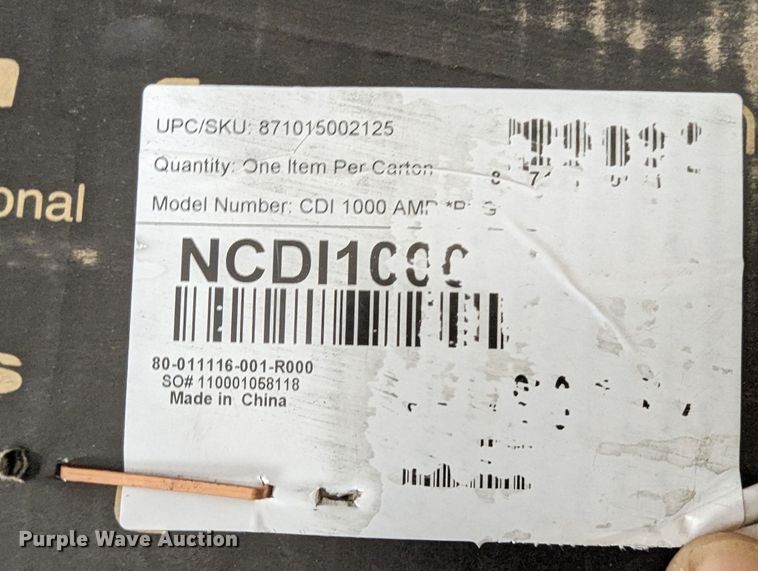 onal
s
UPC/SKU: 871015002125
Quantity: One Item Per Carton
Model Number: CDI 1000 AMP
NCDI1000
80-011116-001-R000
SO# 110001058118
Made in China
Purple Wave Auction